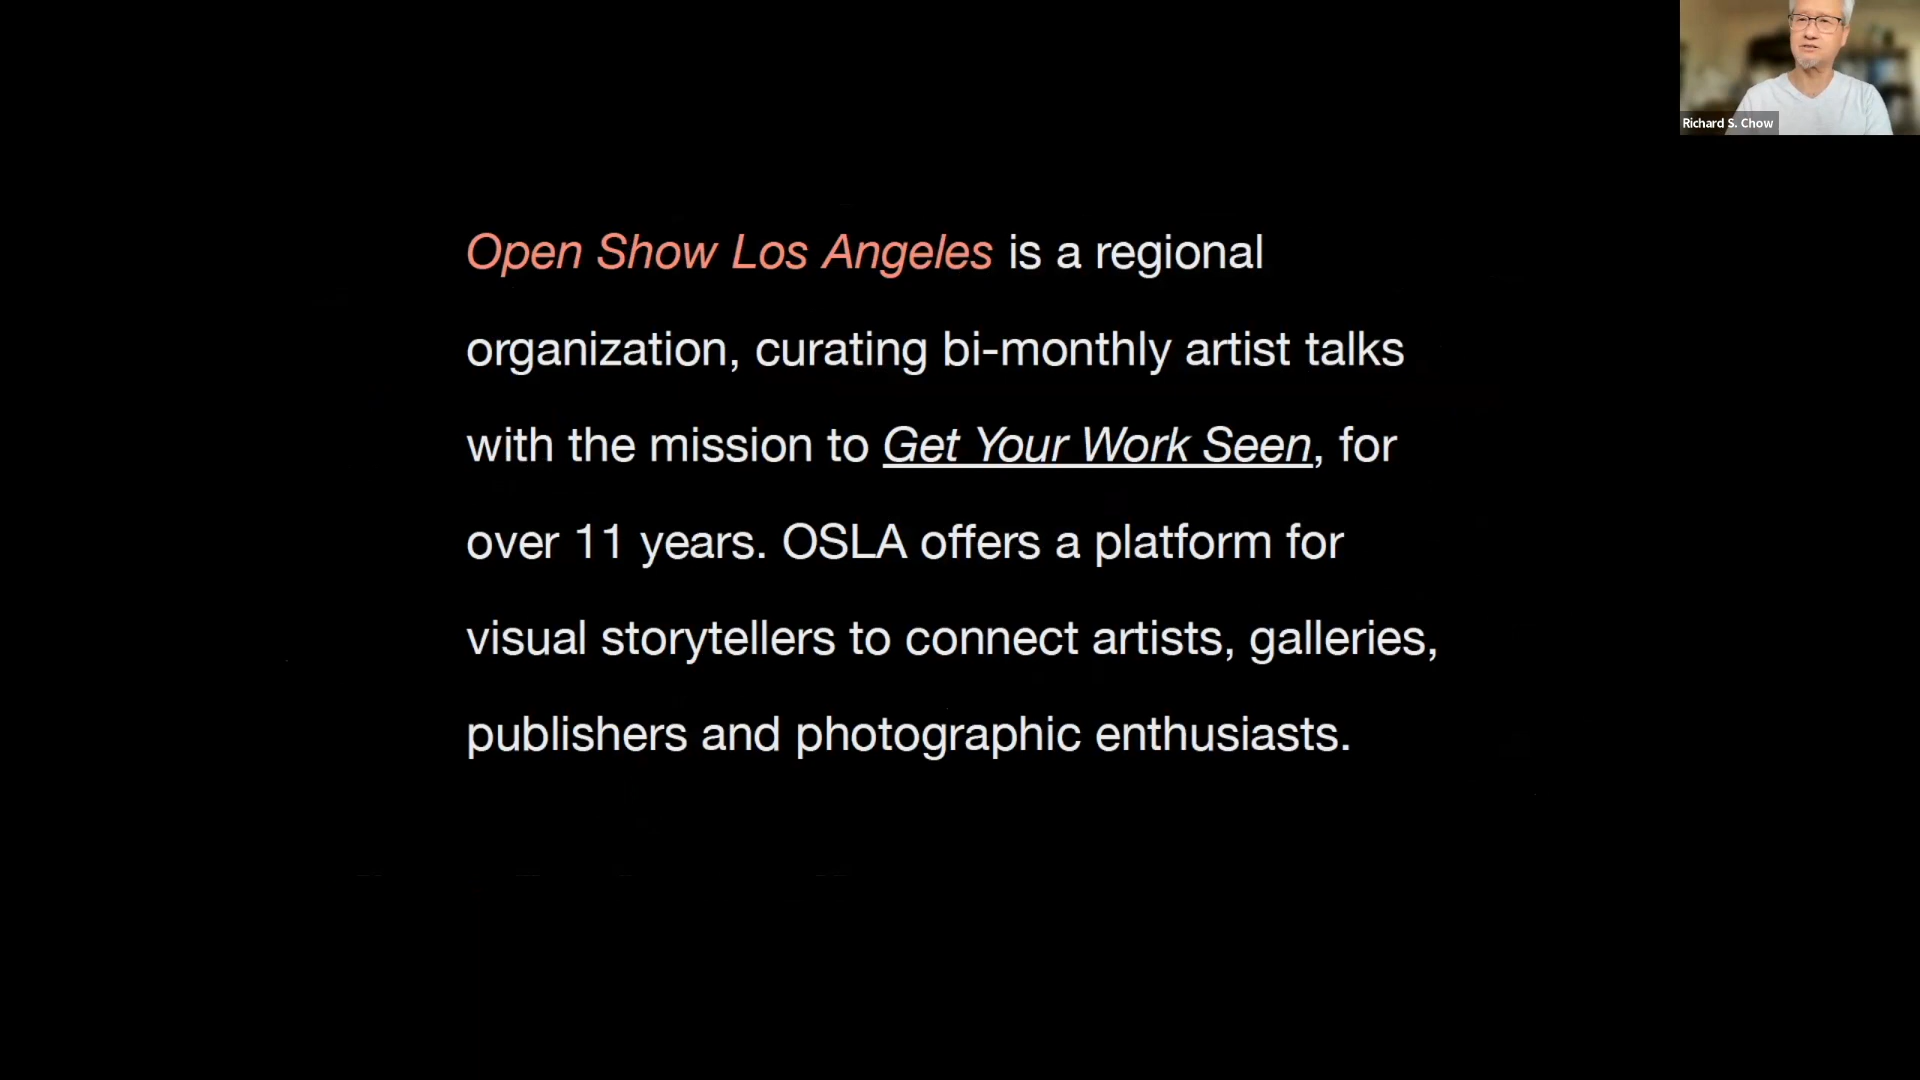 Richard S. Chow
Open Show Los Angeles is a regional
organization, curating bi-monthly artist talks
with the mission to Get Your Work Seen, for
over 11 years. OSLA offers a platform for
visual storytellers to connect artists, galleries,
publishers and photographic enthusiasts.